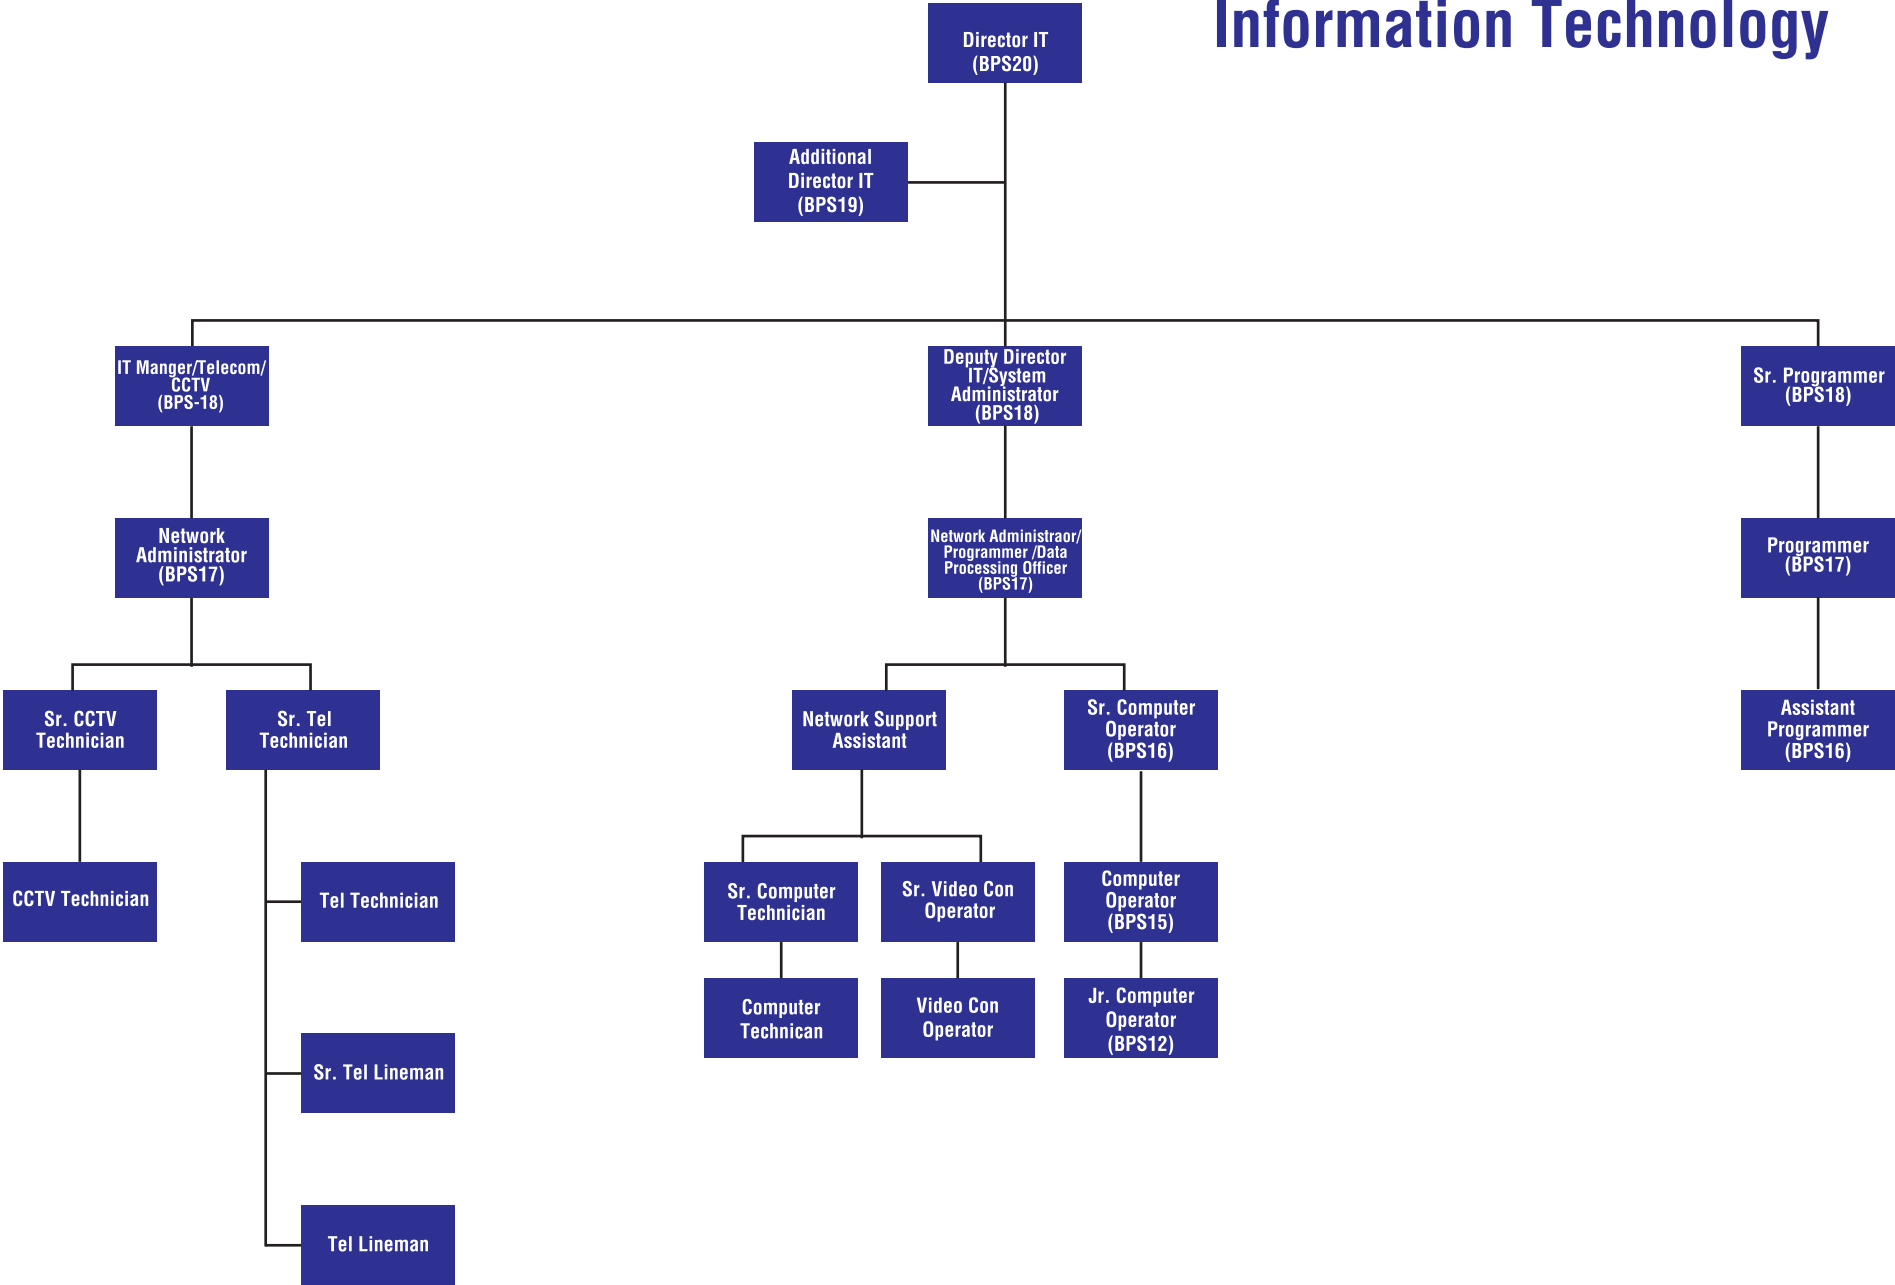 Information Technology
Director IT
(BPS20)
Additional
Director IT
(BPS19)
IT Manger/Telecom/
CCTV
(BPS-18)
Deputy Director
IT/System
Administrator
(BPS18)
Sr. Programmer
(BPS18)
Network
Administrator
(BPS17)
Network Administraor/
Programmer /Data
Processing Officer
(BPS17)
Programmer
(BPS17)
Sr. CCTV
Technician
Sr. Tel
Technician
Network Support
Assistant
Sr. Computer
Operator
(BPS16)
Assistant
Programmer
(BPS16)
CCTV Technician
Tel Technician
Sr. Computer
Technician
Sr. Video Con
Operator
Computer
Operator
(BPS15)
Computer
Technican
Video Con
Operator
Jr. Computer
Operator
(BPS12)
Sr. Tel Lineman
Tel Lineman